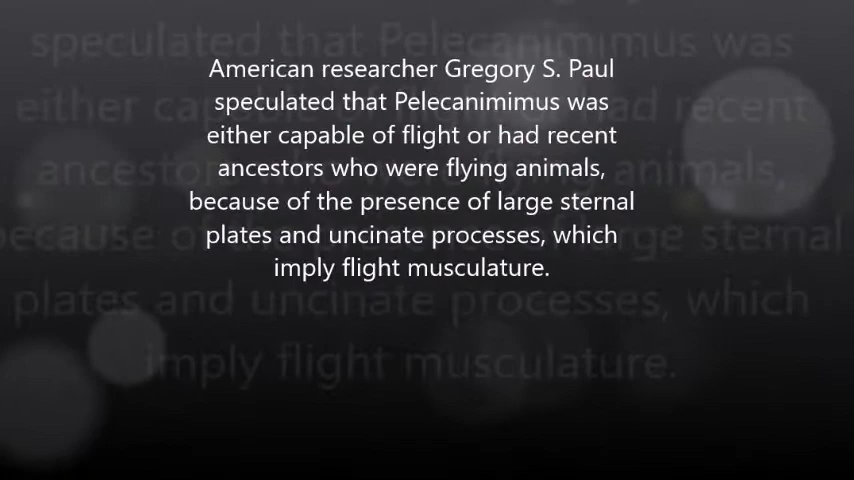 American researcher Gregory S. Paul
speculated that Pelecanimimus was
either capable of flight or had recent
ancestors who were flying animals,
because of the presence of large sternal
plates and uncinate processes, which
imply flight musculature.